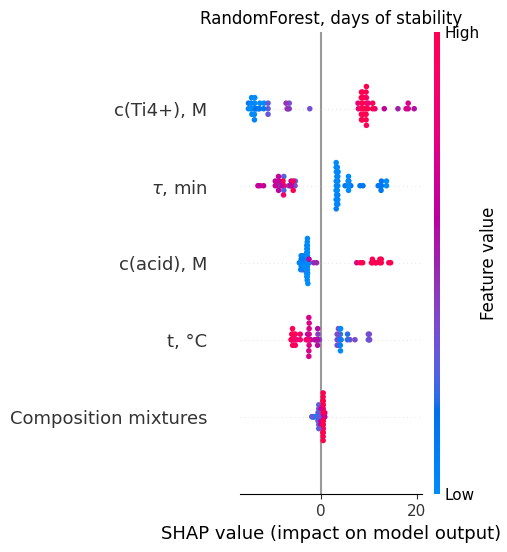 RandomForest, days of stability
High
c(Ti4+), M
τ, min
c(acid), M
t, °C
Composition mixtures
Feature value
Low
0 20
SHAP value (impact on model output)